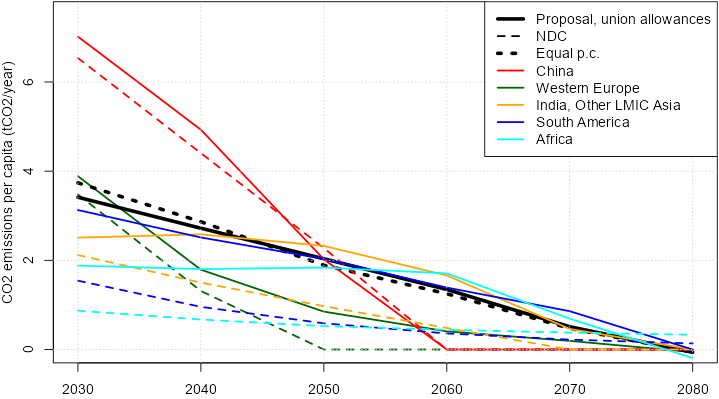 Proposal, union allowances
NDC
Equal p.c.
China
Western Europe
India, Other LMIC Asia
South America
Africa
CO2 emissions per capita (tCO2/year)
6
4
2
0
2030 2040 2050 2060 2070 2080